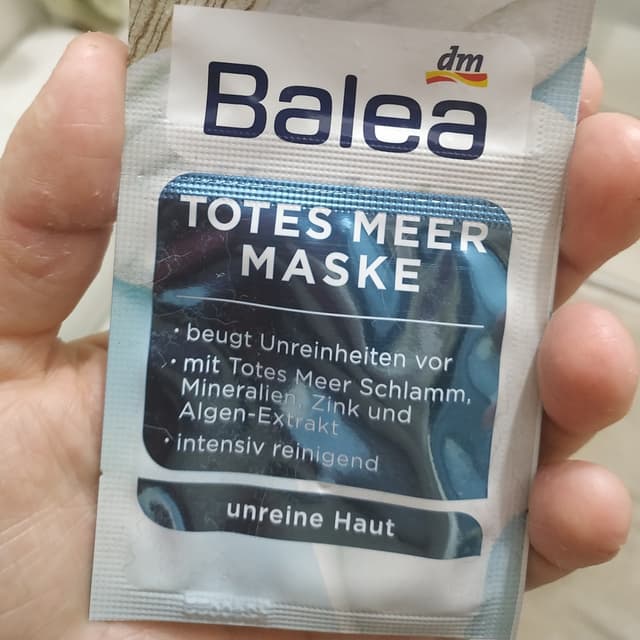 dm
Balea
TOTES MEER
MASKE
• beugt Unreinheiten vor
• mit Totes Meer Schlamm,
Mineralien, Zink und
Algen-Extrakt
• intensiv reinigend
unreine Haut